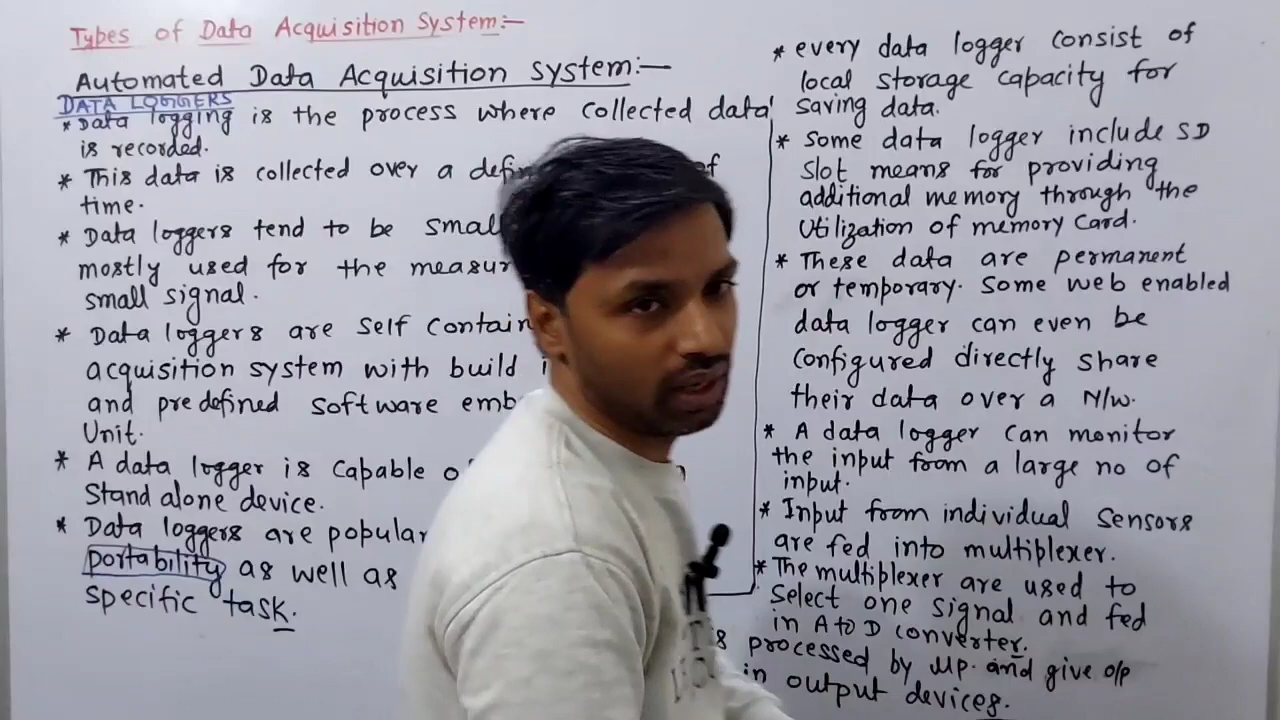 Types of Data Acquisition System:-
Automated Data Acquisition system:-
DATA LOGGERS
* Data logging is the process where collected data
is recorded.
* This data is collected over a of
time.
* Data loggers tend to be small
mostly used for the
small signal.
* Data loggers are self
acquisition system with build
and predefined software
Unit.
* A data logger is capable
Stand alone device.
* Data loggers are popular
portability as well as
specific task.
* every data logger consist of
local storage capacity for
saving data.
* Some data logger include SD
slot means for providing
additional memory through the
utilization of memory card.
* These data are permanent
or temporary. Some web enabled
data logger can even be
configured directly share
their data over a N/w.
* A data logger can monitor
the input from a large no of
input.
* Input from individual sensors
are fed into multiplexer.
* The multiplexer are used to
select one signal and fed
in A to D converter.
processed by μp. and give o/p
in output devices.